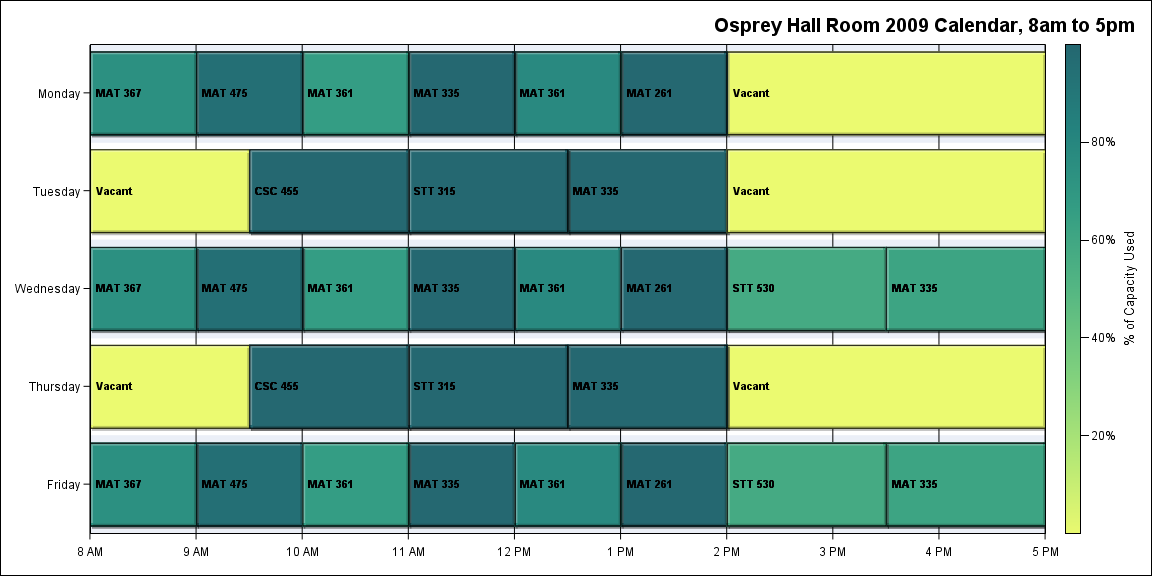 Osprey Hall Room 2009 Calendar, 8am to 5pm
Monday
MAT 367
MAT 475
MAT 361
MAT 335
MAT 361
MAT 261
Vacant
Tuesday
Vacant
CSC 455
STT 315
MAT 335
Vacant
Wednesday
MAT 367
MAT 475
MAT 361
MAT 335
MAT 361
MAT 261
STT 530
MAT 335
Thursday
Vacant
CSC 455
STT 315
MAT 335
Vacant
Friday
MAT 367
MAT 475
MAT 361
MAT 335
MAT 361
MAT 261
STT 530
MAT 335
8 AM
9 AM
10 AM
11 AM
12 PM
1 PM
2 PM
3 PM
4 PM
5 PM
80%
60%
40%
20%
% of Capacity Used